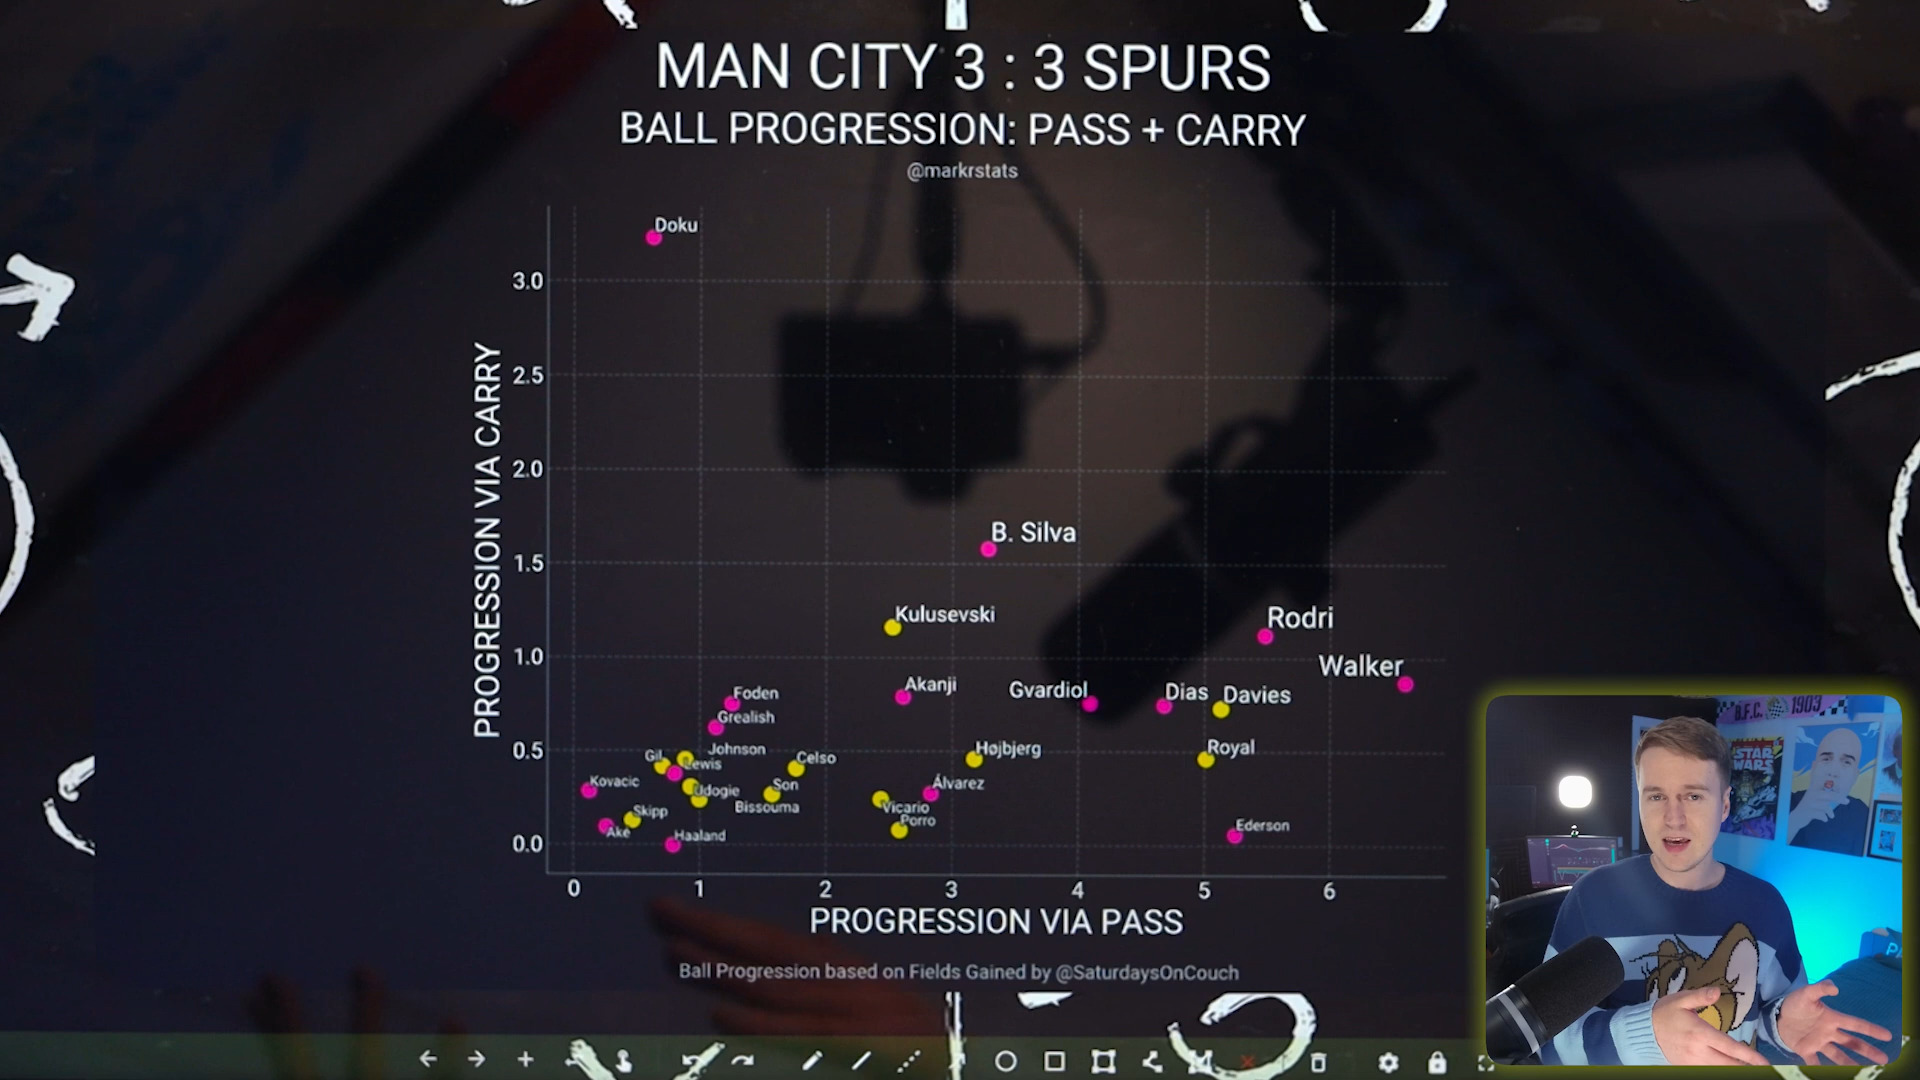 MAN CITY 3 : 3 SPURS
BALL PROGRESSION: PASS + CARRY
@markrstats
Doku
3.0
2.5
2.0
1.5
1.0
0.5
0.0
PROGRESSION VIA CARRY
B. Silva
Kulusevski
Rodri
Walker
Akanji
Gvardiol
Dias
Davies
Foden
Grealish
Johnson
Højbjerg
Royal
Gil
Lewis
Celso
Kovacic
Udogie
Son
Álvarez
Bissouma
Vicario
Skipp
Porro
Aké
Haaland
Ederson
0 1 2 3 4 5 6
PROGRESSION VIA PASS
Ball Progression based on Fields Gained by @SaturdaysOnCouch
B.F.C. 1903
STAR
WARS